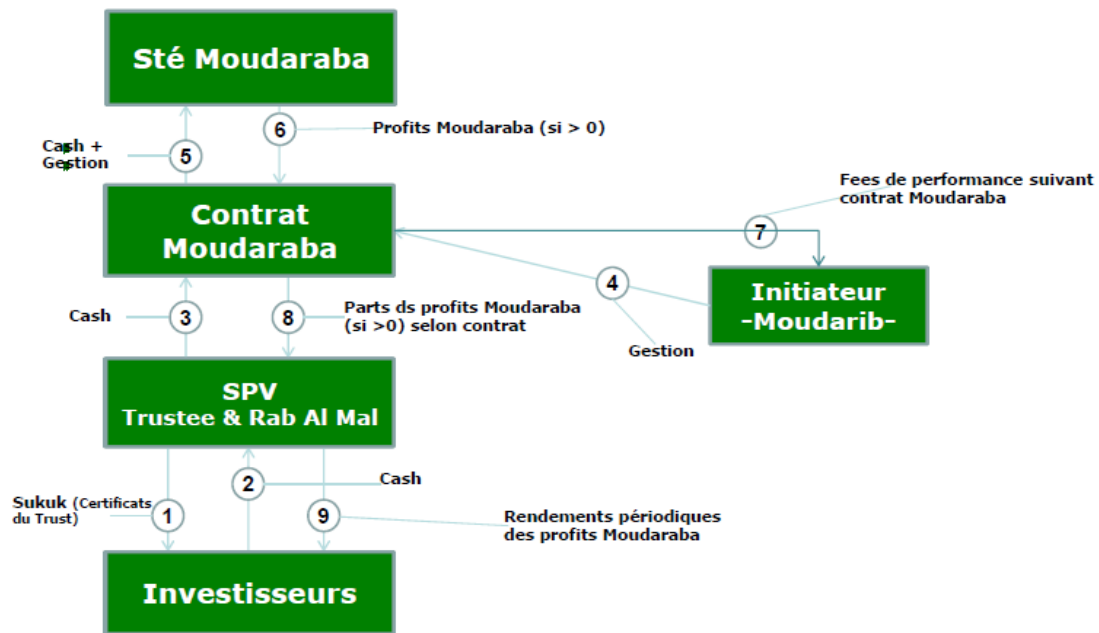 Sté Moudaraba
6
Profits Moudaraba (si > 0)
Cash +
Gestion
5
Fees de performance suivant
contrat Moudaraba
Contrat
Moudaraba
7
4
Initiateur
-Moudarib-
Cash
3
8
Parts ds profits Moudaraba
(si >0) selon contrat
Gestion
SPV
Trustee & Rab Al Mal
2
Cash
Sukuk (Certificats
du Trust)
1
9
Rendements périodiques
des profits Moudaraba
Investisseurs